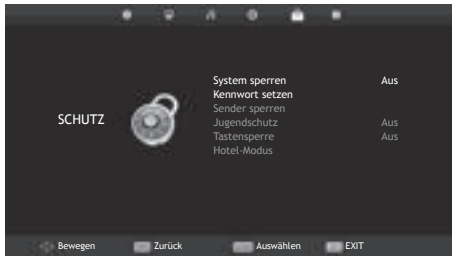 SCHUTZ
System sperren Aus
Kennwort setzen
Sender sperren
Jugendschutz Aus
Tastensperre Aus
Hotel-Modus
Bewegen Zurück Auswählen EXIT